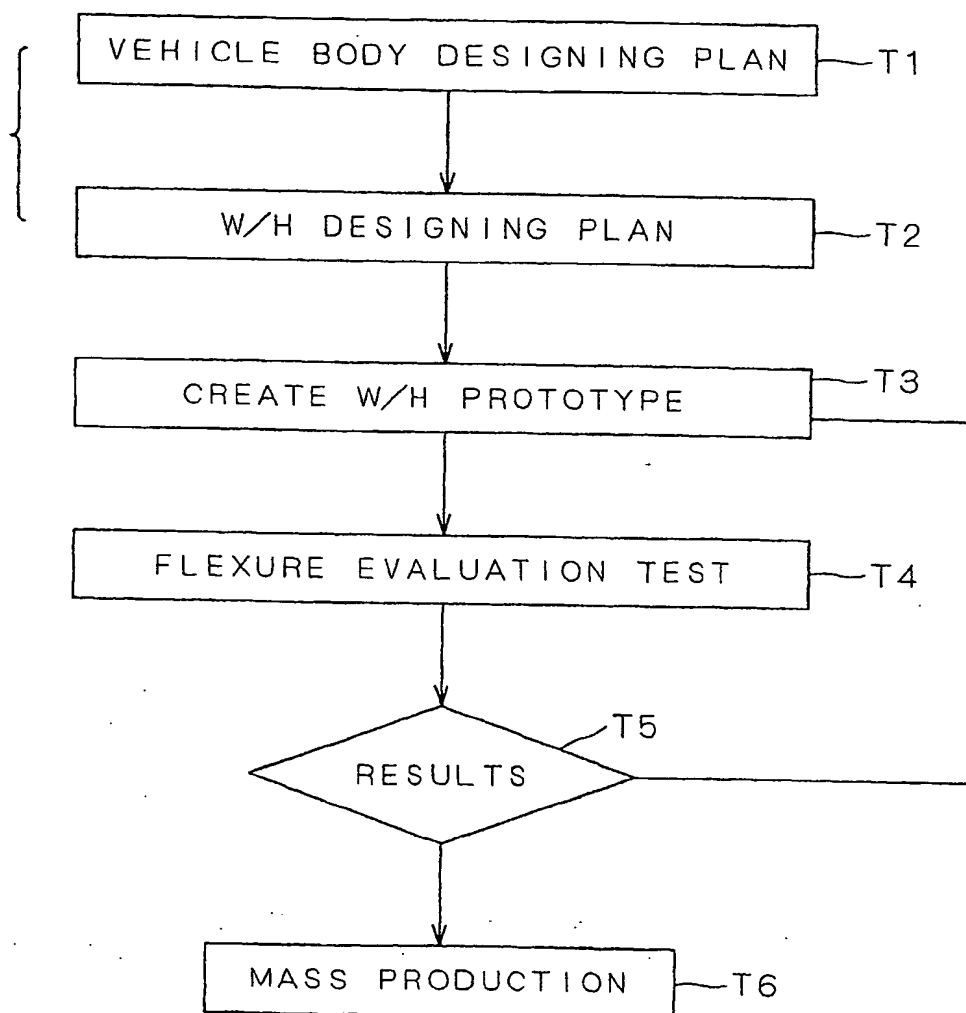 VEHICLE BODY DESIGNING PLAN T1
W/H DESIGNING PLAN T2
CREATE W/H PROTOTYPE T3
FLEXURE EVALUATION TEST T4
RESULTS T5
MASS PRODUCTION T6